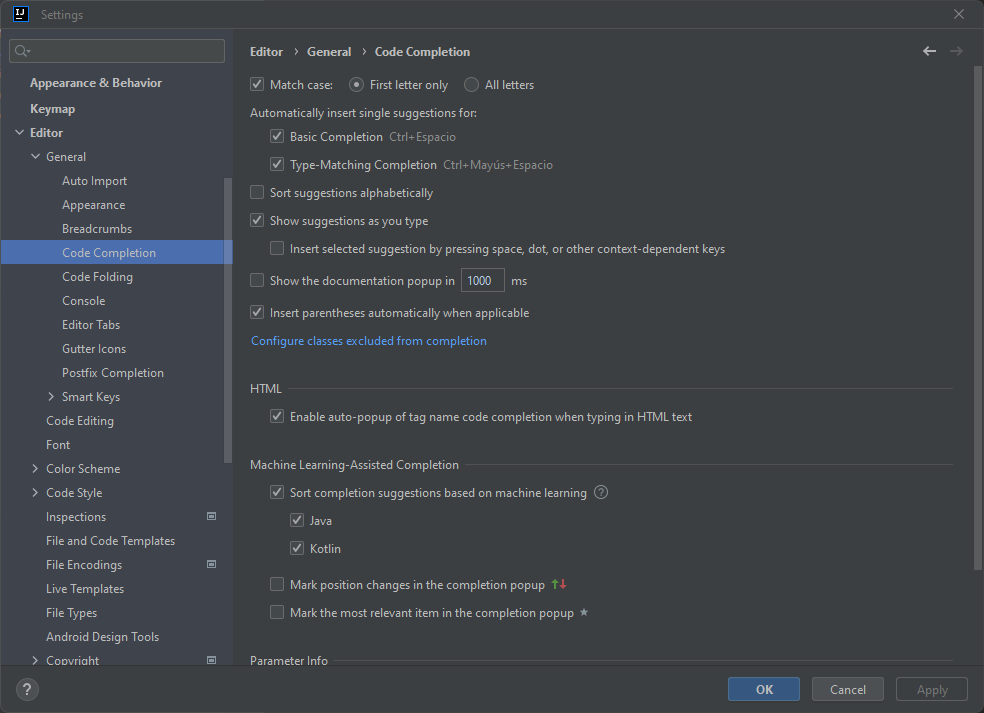 IJ
Settings
Appearance & Behavior
Keymap
Editor
General
Auto Import
Appearance
Breadcrumbs
Code Completion
Code Folding
Console
Editor Tabs
Gutter Icons
Postfix Completion
Smart Keys
Code Editing
Font
Color Scheme
Code Style
Inspections
File and Code Templates
File Encodings
Live Templates
File Types
Android Design Tools
Copyright
Editor › General › Code Completion
Match case: First letter only All letters
Automatically insert single suggestions for:
Basic Completion Ctrl+Espacio
Type-Matching Completion Ctrl+Mayús+Espacio
Sort suggestions alphabetically
Show suggestions as you type
Insert selected suggestion by pressing space, dot, or other context-dependent keys
Show the documentation popup in 1000 ms
Insert parentheses automatically when applicable
Configure classes excluded from completion
HTML
Enable auto-popup of tag name code completion when typing in HTML text
Machine Learning-Assisted Completion
Sort completion suggestions based on machine learning ?
Java
Kotlin
Mark position changes in the completion popup
Mark the most relevant item in the completion popup
Parameter Info
? OK Cancel Apply